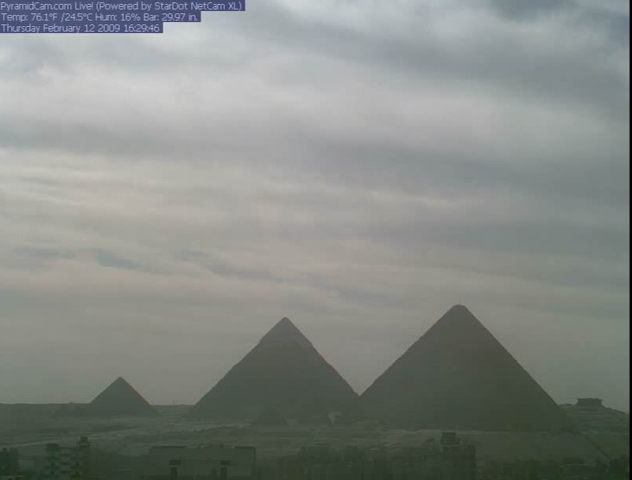 PyramidCam.com Live! (Powered by StarDot NetCam XL)
Temp: 76.1°F /24.5°C Hum: 16% Bar: 29.97 in.
Thursday February 12 2009 16:29:46